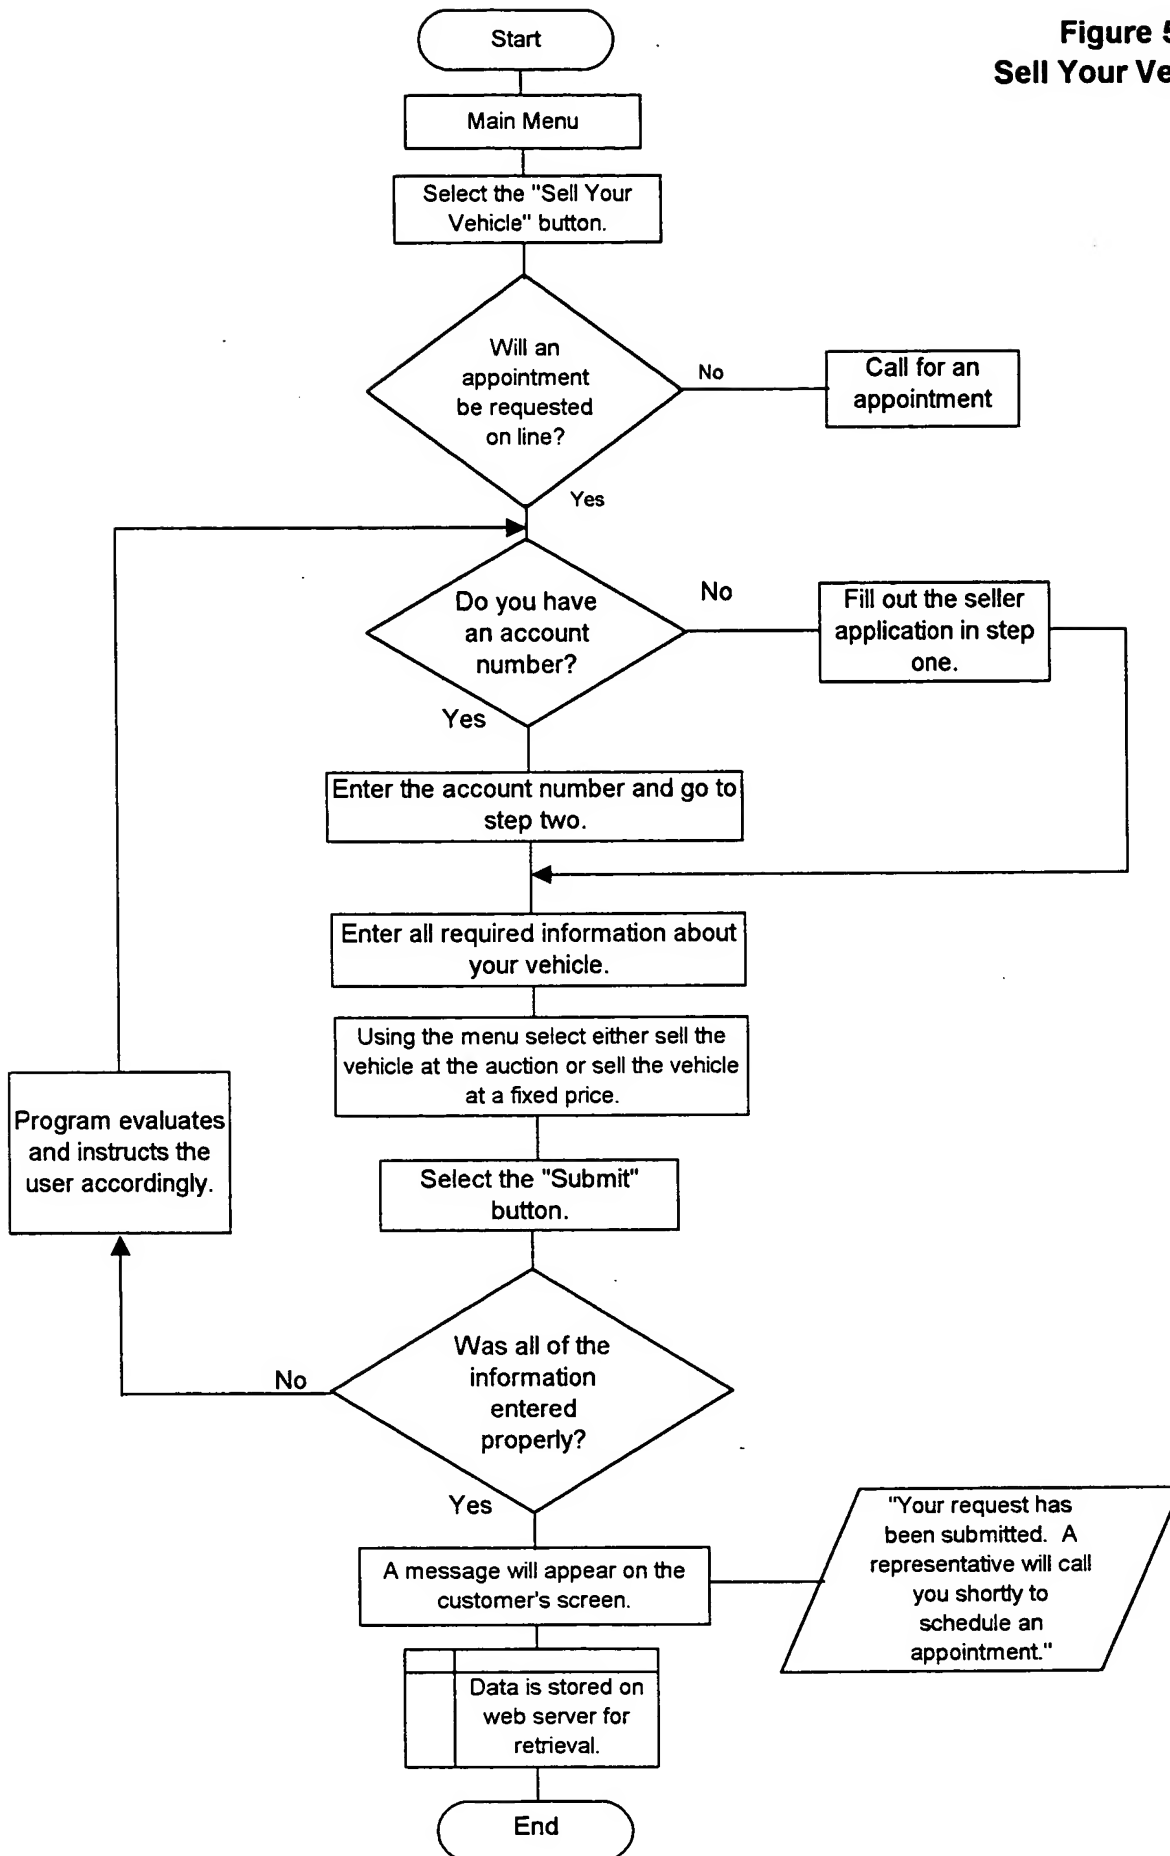 Figure 5
Sell Your Ve
Start
Main Menu
Select the "Sell Your
Vehicle" button.
Will an
appointment
be requested
on line?
No
Call for an
appointment
Yes
Do you have
an account
number?
No
Fill out the seller
application in step
one.
Yes
Enter the account number and go to
step two.
Enter all required information about
your vehicle.
Using the menu select either sell the
vehicle at the auction or sell the vehicle
at a fixed price.
Program evaluates
and instructs the
user accordingly.
Select the "Submit"
button.
Was all of the
information
entered
properly?
No
Yes
A message will appear on the
customer's screen.
"Your request has
been submitted. A
representative will call
you shortly to
schedule an
appointment."
Data is stored on
web server for
retrieval.
End